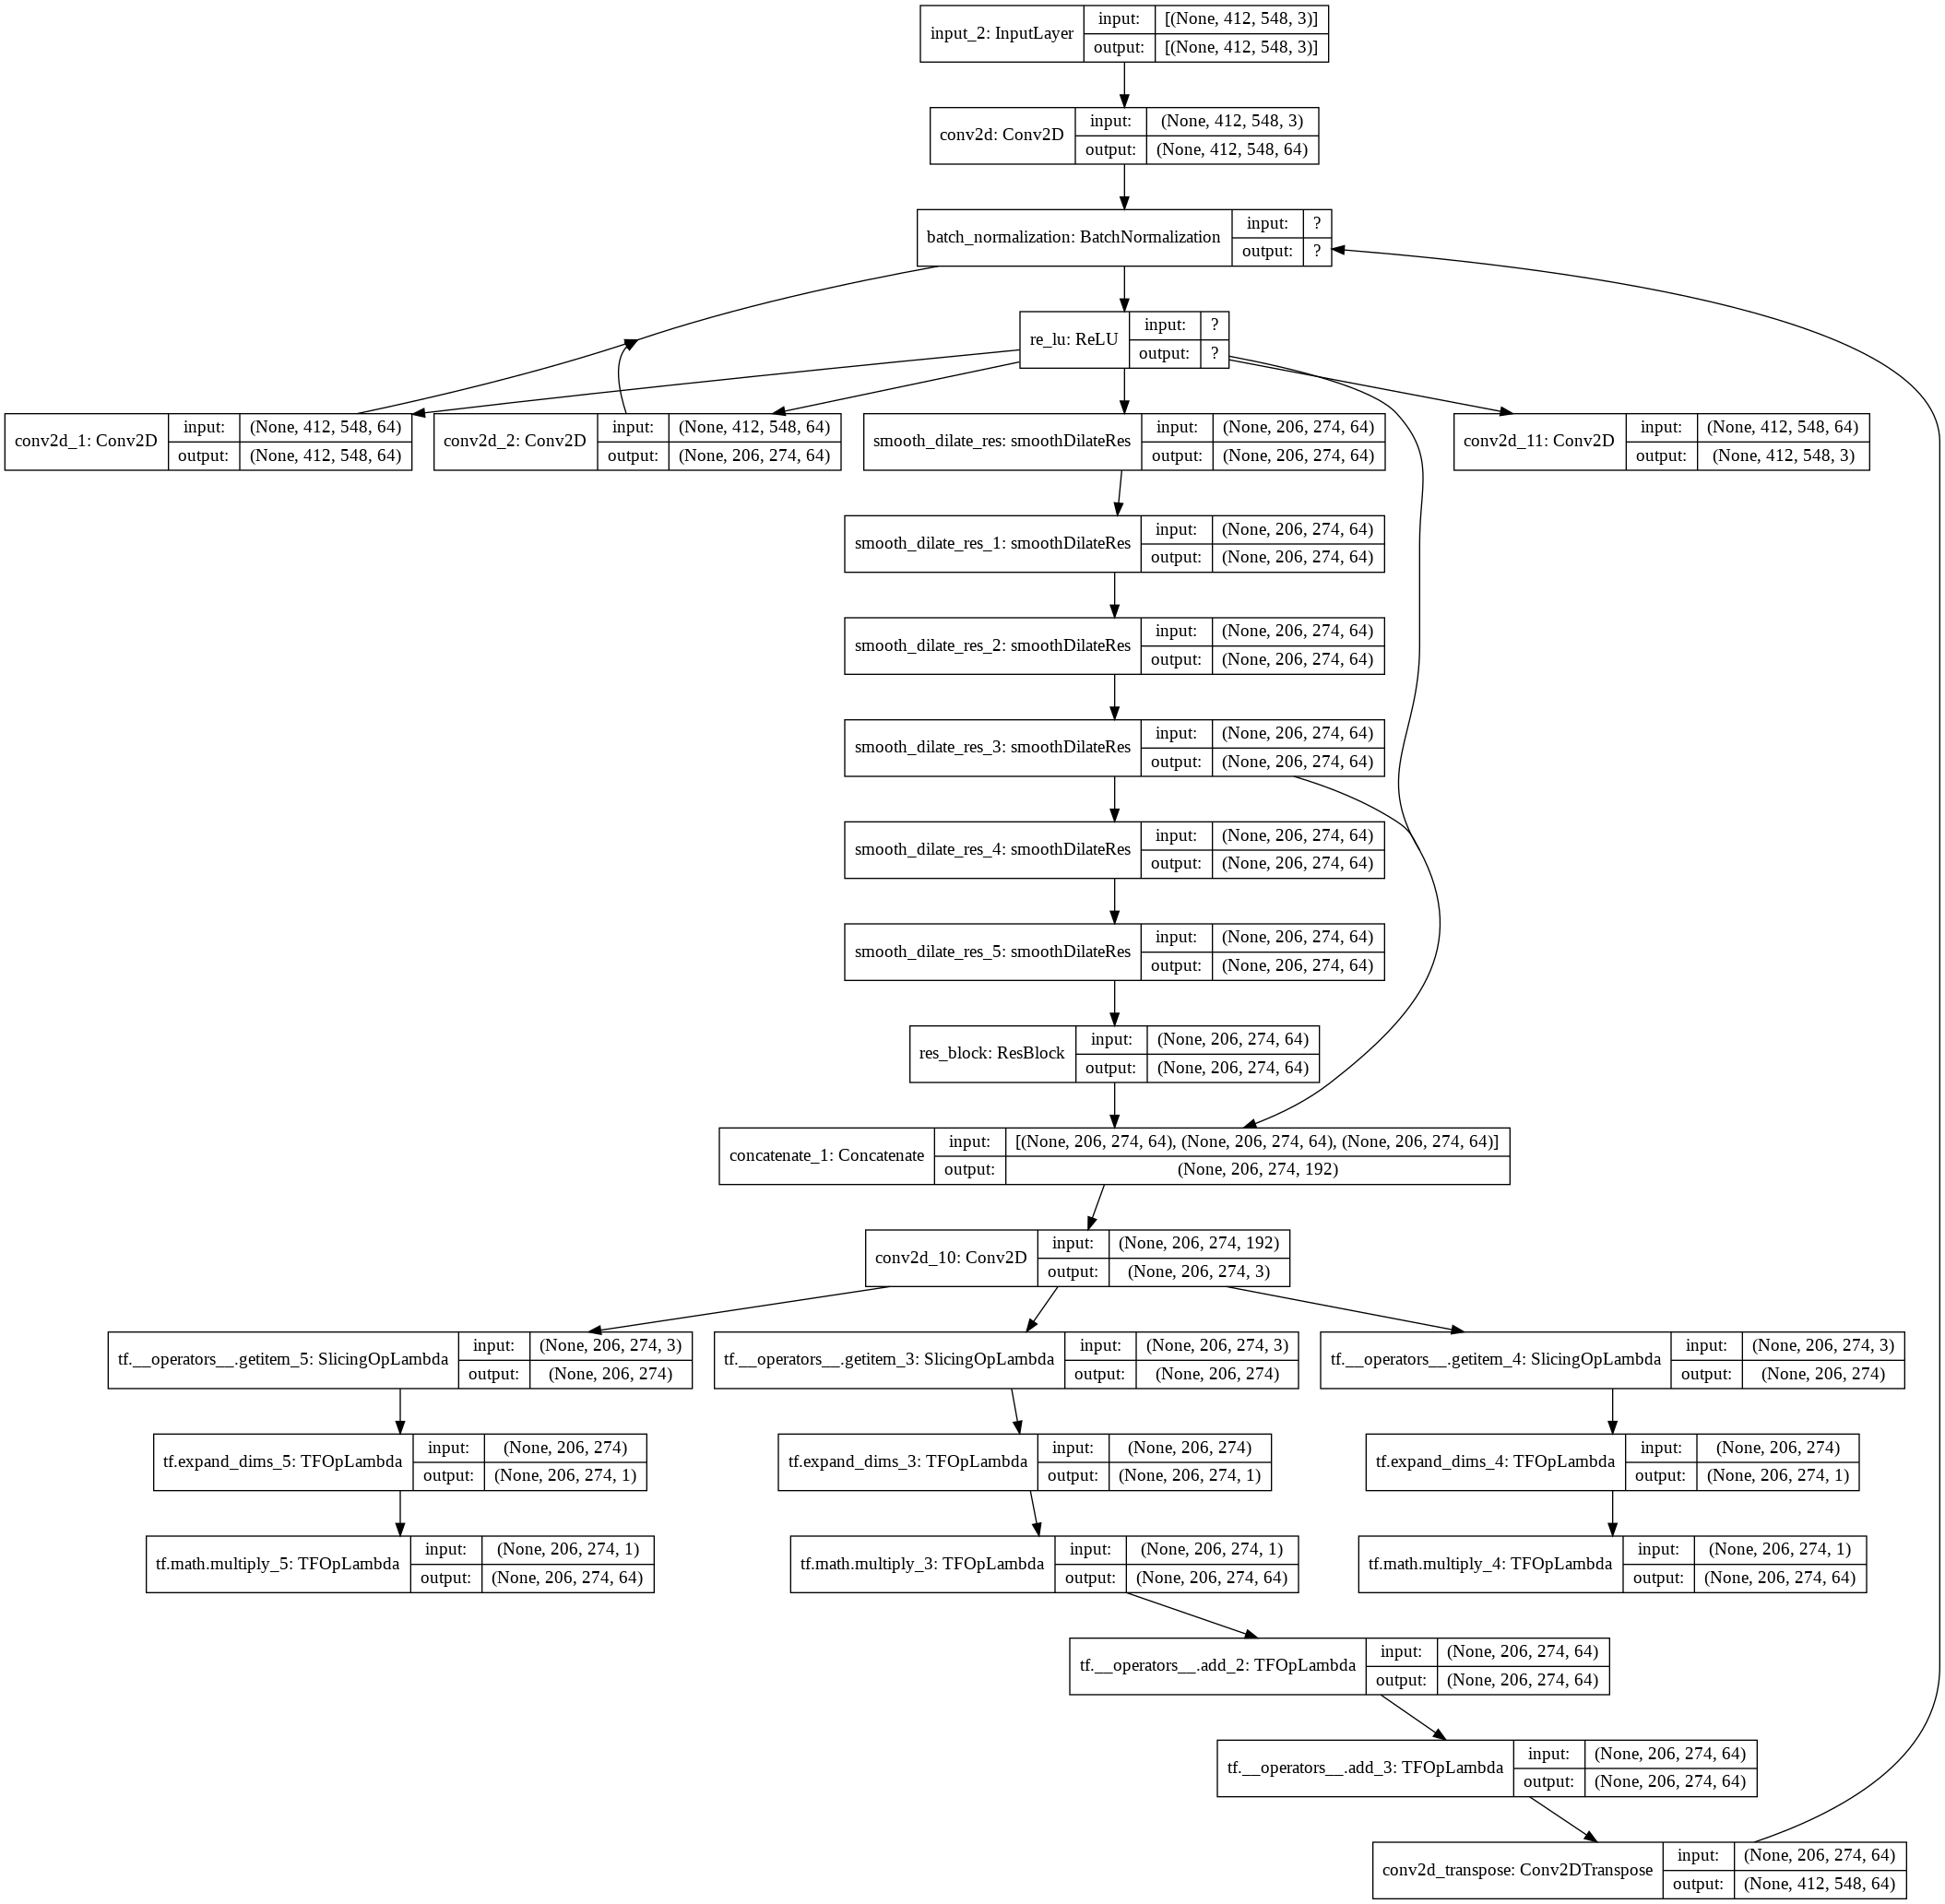 input_2: InputLayer
input: [(None, 412, 548, 3)]
output: [(None, 412, 548, 3)]
conv2d: Conv2D
input: (None, 412, 548, 3)
output: (None, 412, 548, 64)
batch_normalization: BatchNormalization
input: ?
output: ?
re_lu: ReLU
input: ?
output: ?
conv2d_1: Conv2D
input: (None, 412, 548, 64)
output: (None, 412, 548, 64)
conv2d_2: Conv2D
input: (None, 412, 548, 64)
output: (None, 206, 274, 64)
smooth_dilate_res: smoothDilateRes
input: (None, 206, 274, 64)
output: (None, 206, 274, 64)
conv2d_11: Conv2D
input: (None, 412, 548, 64)
output: (None, 412, 548, 3)
smooth_dilate_res_1: smoothDilateRes
input: (None, 206, 274, 64)
output: (None, 206, 274, 64)
smooth_dilate_res_2: smoothDilateRes
input: (None, 206, 274, 64)
output: (None, 206, 274, 64)
smooth_dilate_res_3: smoothDilateRes
input: (None, 206, 274, 64)
output: (None, 206, 274, 64)
smooth_dilate_res_4: smoothDilateRes
input: (None, 206, 274, 64)
output: (None, 206, 274, 64)
smooth_dilate_res_5: smoothDilateRes
input: (None, 206, 274, 64)
output: (None, 206, 274, 64)
res_block: ResBlock
input: (None, 206, 274, 64)
output: (None, 206, 274, 64)
concatenate_1: Concatenate
input: [(None, 206, 274, 64), (None, 206, 274, 64), (None, 206, 274, 64)]
output: (None, 206, 274, 192)
conv2d_10: Conv2D
input: (None, 206, 274, 192)
output: (None, 206, 274, 3)
tf.__operators__.getitem_5: SlicingOpLambda
input: (None, 206, 274, 3)
output: (None, 206, 274)
tf.__operators__.getitem_3: SlicingOpLambda
input: (None, 206, 274, 3)
output: (None, 206, 274)
tf.__operators__.getitem_4: SlicingOpLambda
input: (None, 206, 274, 3)
output: (None, 206, 274)
tf.expand_dims_5: TFOpLambda
input: (None, 206, 274)
output: (None, 206, 274, 1)
tf.expand_dims_3: TFOpLambda
input: (None, 206, 274)
output: (None, 206, 274, 1)
tf.expand_dims_4: TFOpLambda
input: (None, 206, 274)
output: (None, 206, 274, 1)
tf.math.multiply_5: TFOpLambda
input: (None, 206, 274, 1)
output: (None, 206, 274, 64)
tf.math.multiply_3: TFOpLambda
input: (None, 206, 274, 1)
output: (None, 206, 274, 64)
tf.math.multiply_4: TFOpLambda
input: (None, 206, 274, 1)
output: (None, 206, 274, 64)
tf.__operators__.add_2: TFOpLambda
input: (None, 206, 274, 64)
output: (None, 206, 274, 64)
tf.__operators__.add_3: TFOpLambda
input: (None, 206, 274, 64)
output: (None, 206, 274, 64)
conv2d_transpose: Conv2DTranspose
input: (None, 206, 274, 64)
output: (None, 412, 548, 64)